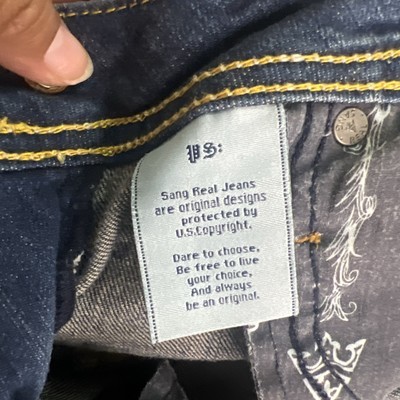 PS:
Sang Real Jeans
are original designs
protected by
U.S.Copyright.
Dare to choose,
Be free to live
your choice,
And always
be an original.